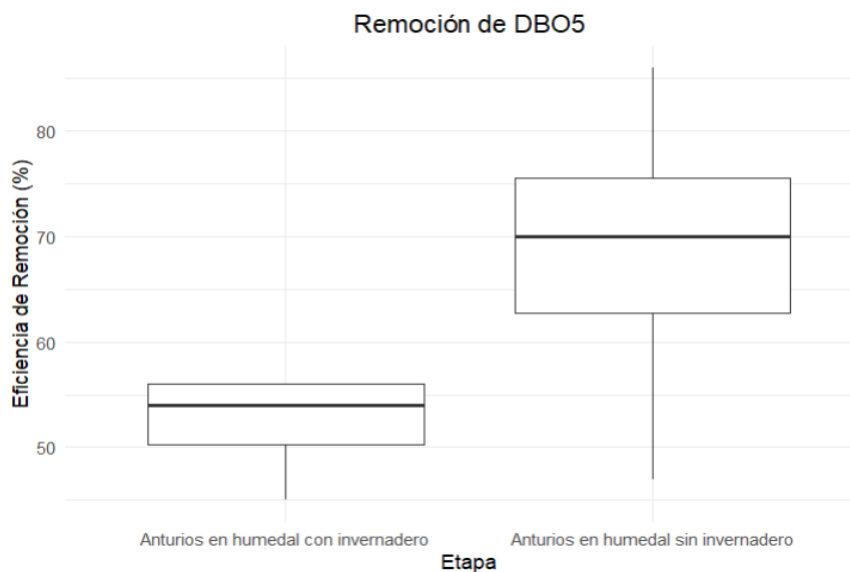 Remoción de DBO5
Eficiencia de Remoción (%)
80
70
60
50
Anturios en humedal con invernadero
Anturios en humedal sin invernadero
Etapa